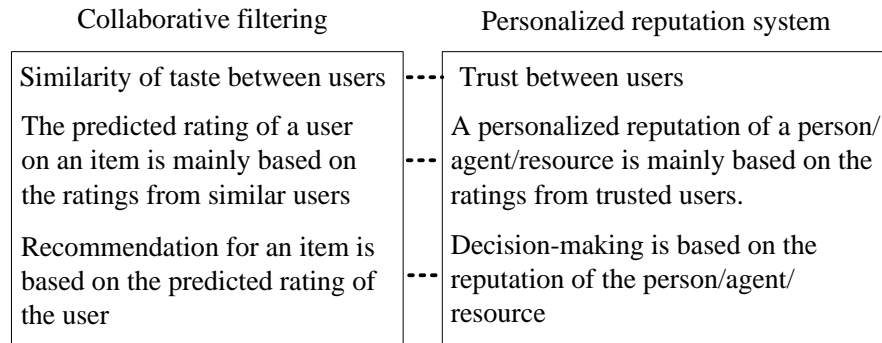 Collaborative filtering
Personalized reputation system
Similarity of taste between users
The predicted rating of a user
on an item is mainly based on
the ratings from similar users
Recommendation for an item is
based on the predicted rating of
the user
Trust between users
A personalized reputation of a person/
agent/resource is mainly based on the
ratings from trusted users.
Decision-making is based on the
reputation of the person/agent/
resource